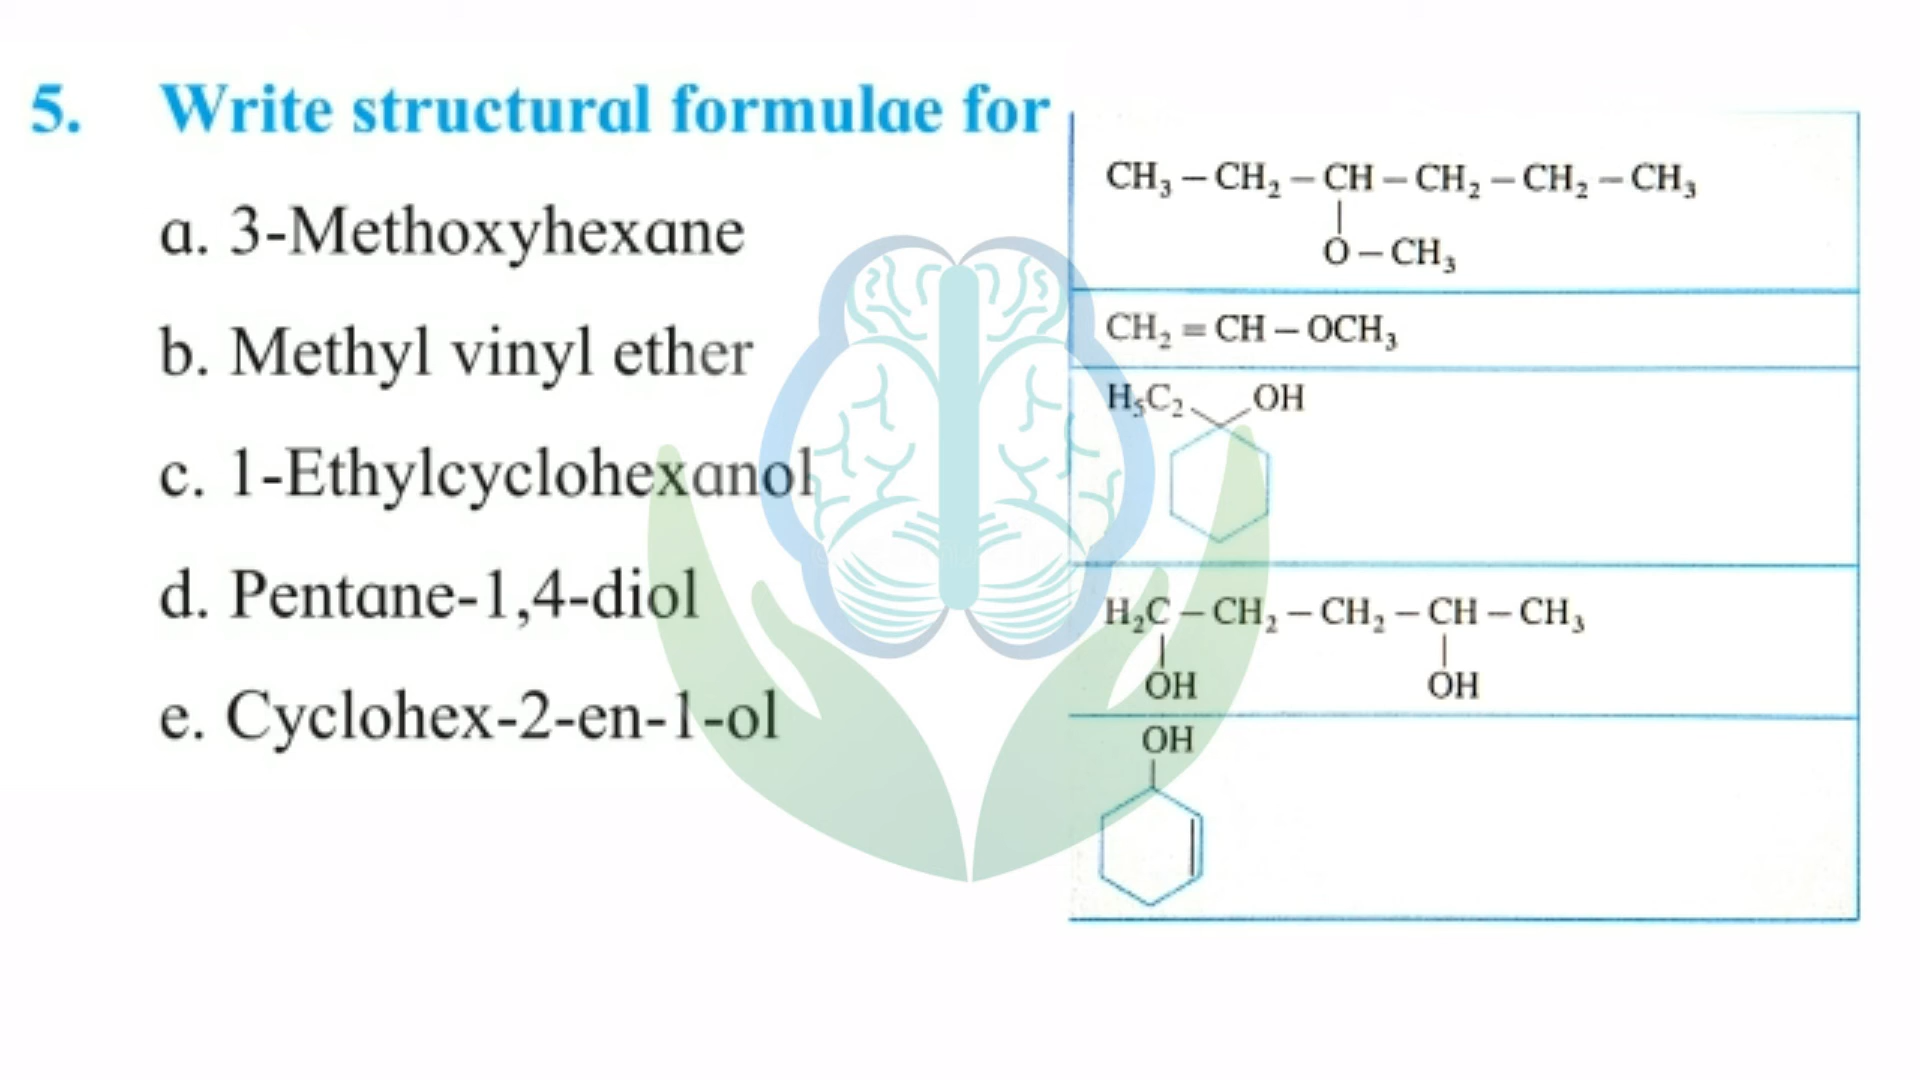 5. Write structural formulae for
a. 3-Methoxyhexane
b. Methyl vinyl ether
c. 1-Ethylcyclohexanol
d. Pentane-1,4-diol
e. Cyclohex-2-en-1-ol
CH₃ – CH₂ – CH – CH₂ – CH₂ – CH₃
O – CH₃
CH₂ = CH – OCH₃
H₅C₂ OH
H₂C – CH₂ – CH₂ – CH – CH₃
OH OH
OH